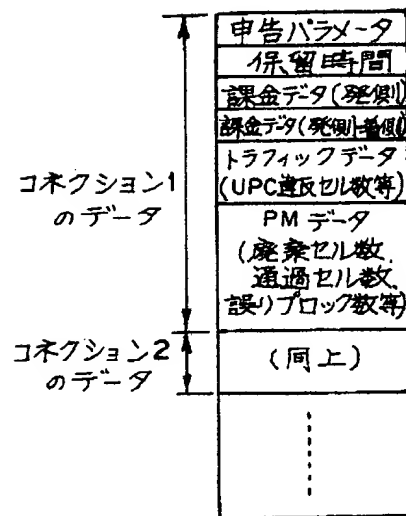 申告パラメータ
保留時間
課金データ(発側)
課金データ(発側+着側)
トラフィックデータ
(UPC違反セル数等)
PMデータ
(廃棄セル数,
通過セル数,
誤りブロック数等)
コネクション1
のデータ
コネクション2
のデータ
(同上)